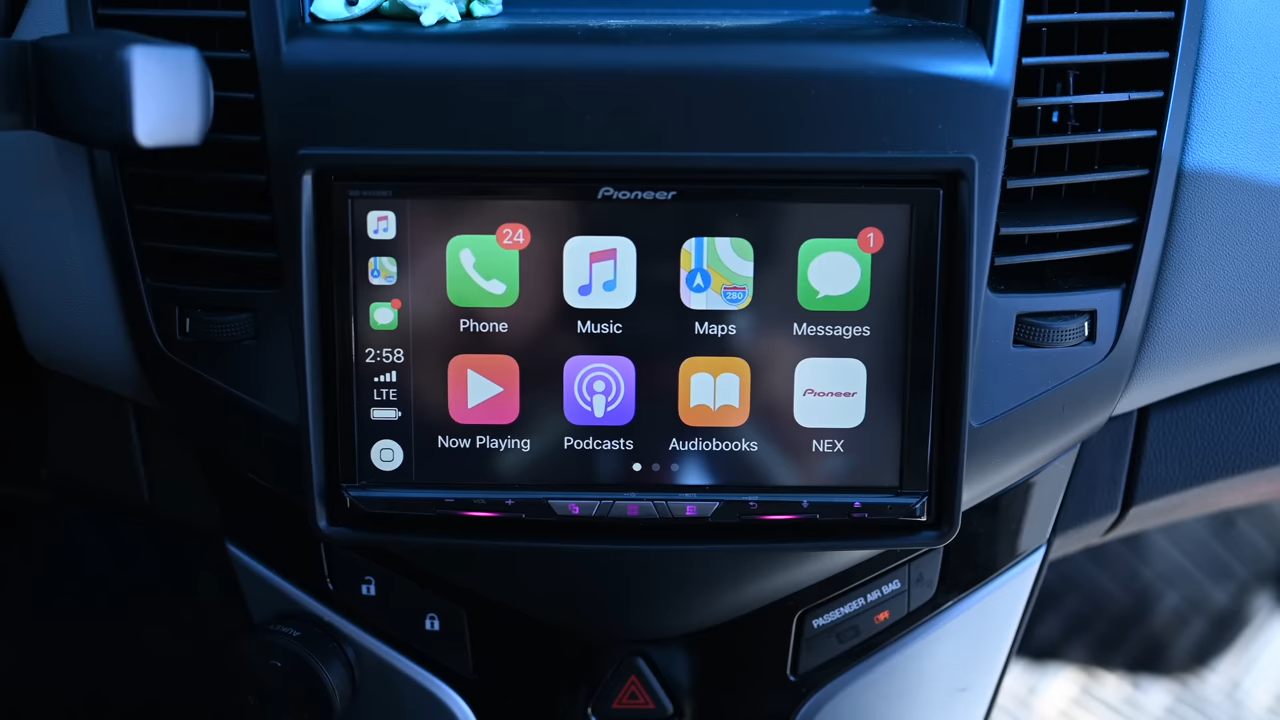 Pioneer
24
1
280
Phone
Music
Maps
Messages
2:58
LTE
Pioneer
Now Playing
Podcasts
Audiobooks
NEX
VOL
PASSENGER AIR BAG
OFF